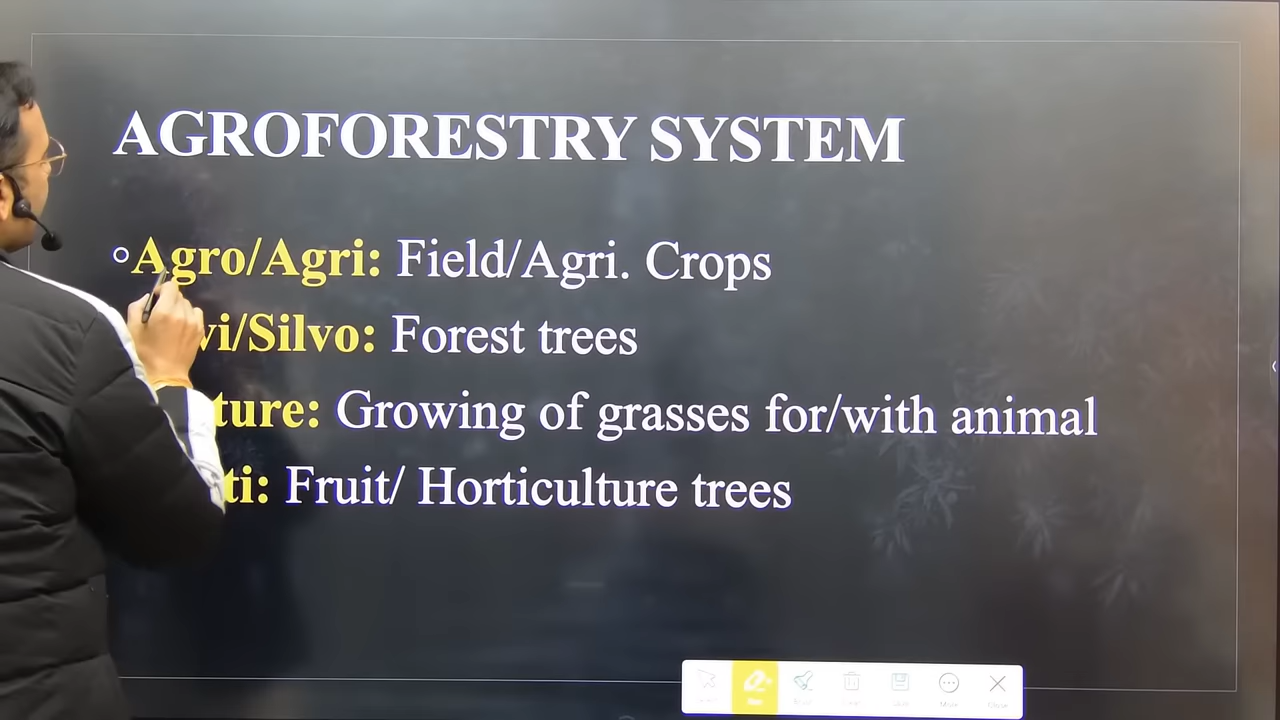 AGROFORESTRY SYSTEM
Agro/Agri: Field/Agri. Crops
vi/Silvo: Forest trees
ture: Growing of grasses for/with animal
ti: Fruit/ Horticulture trees